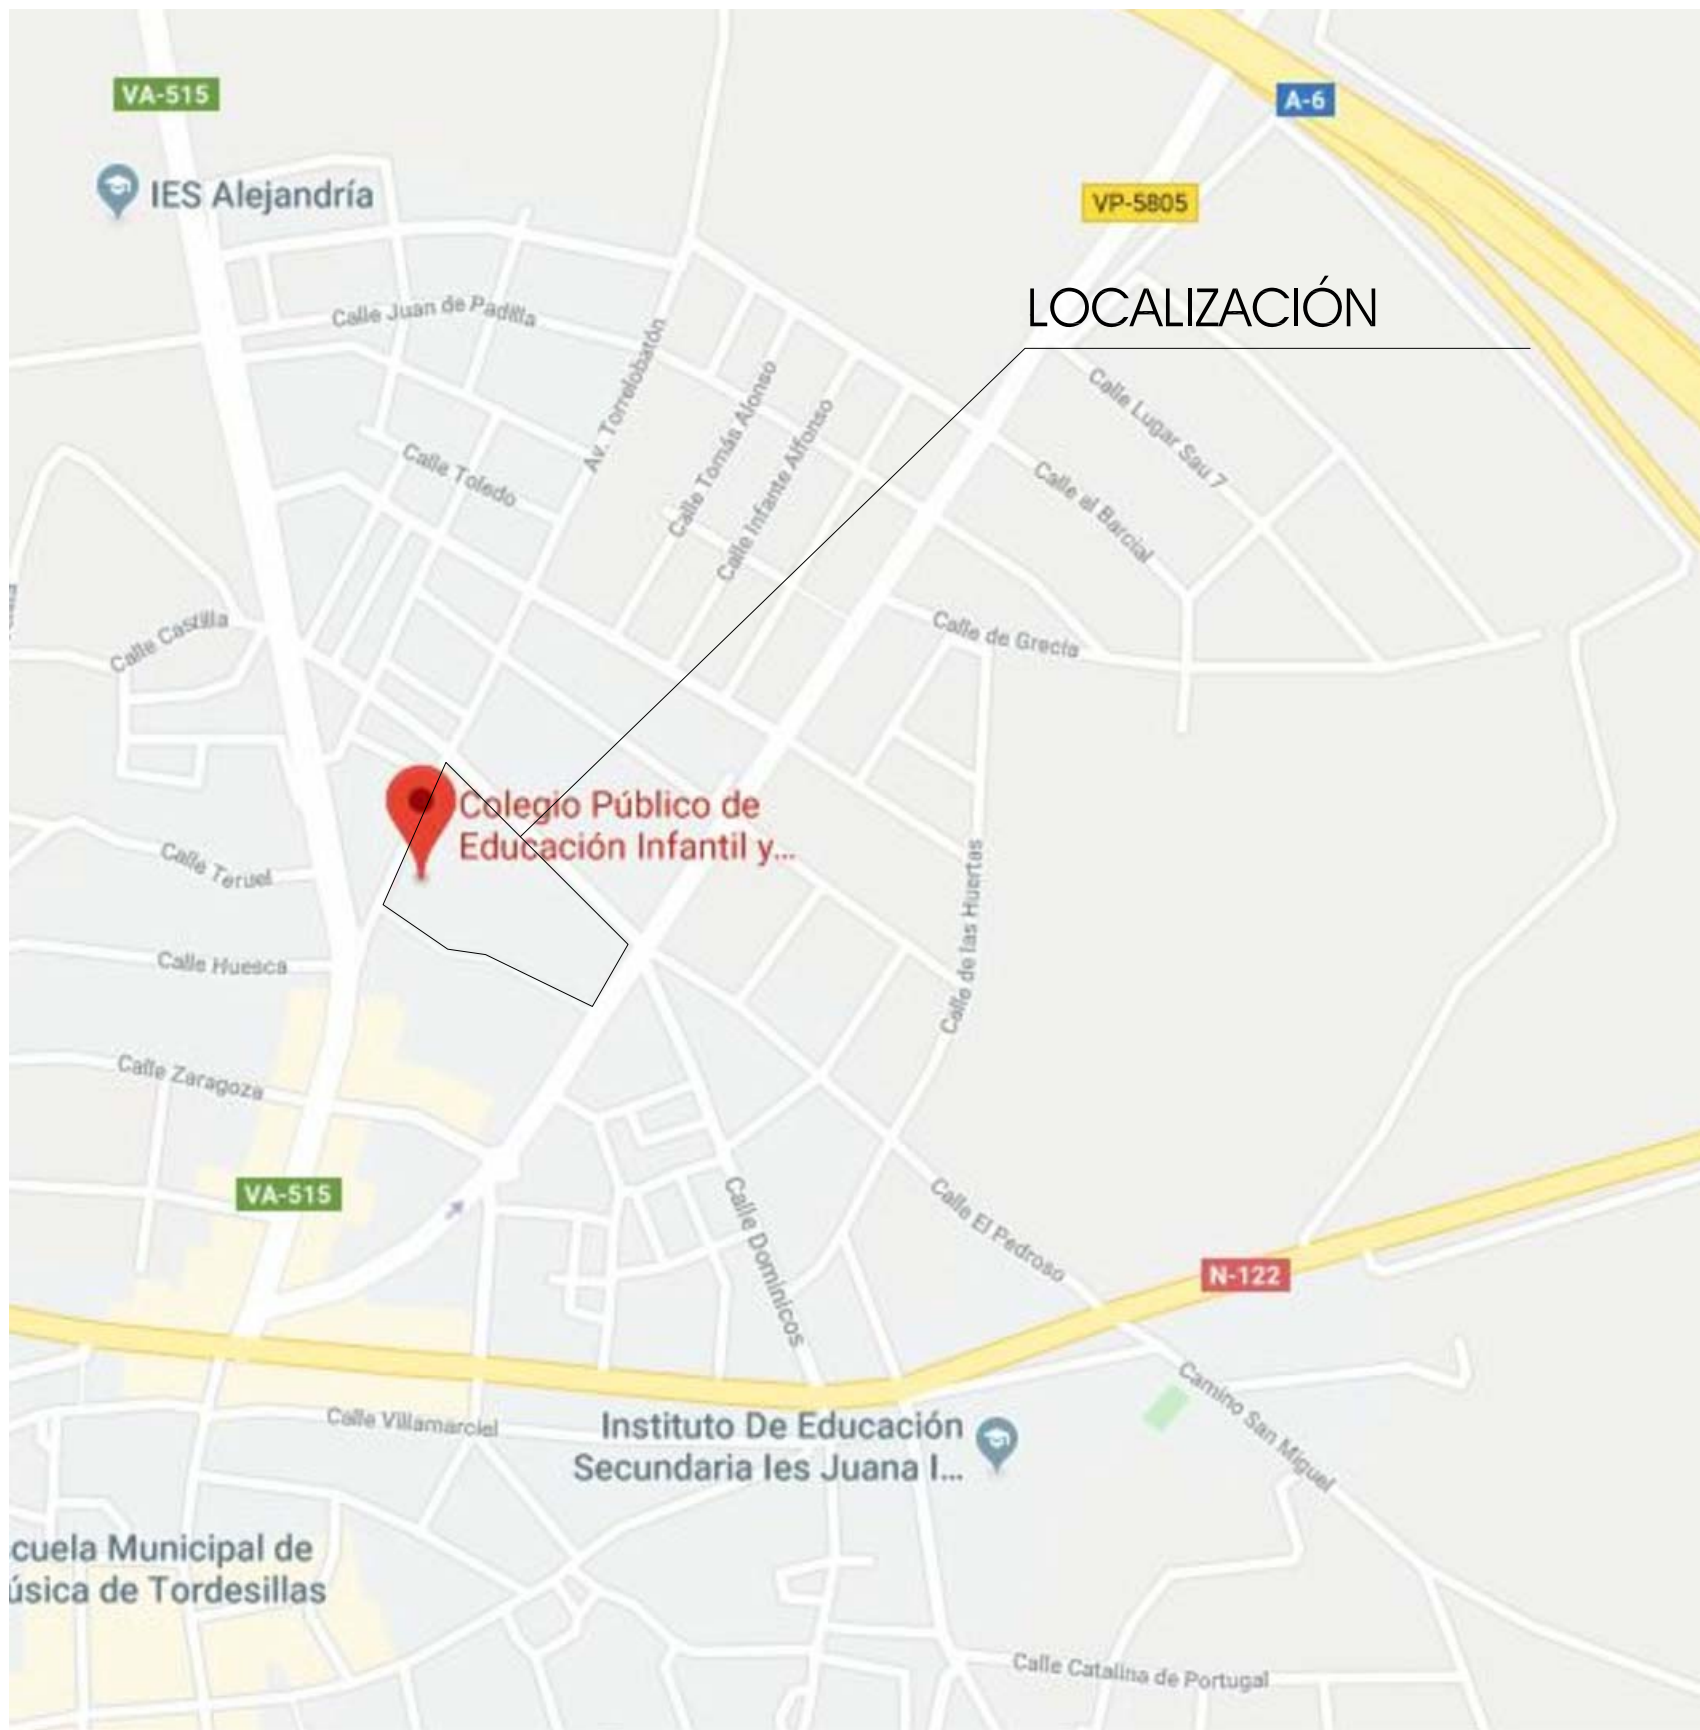 VA-515
A-6
IES Alejandría
VP-5805
LOCALIZACIÓN
Calle Juan de Padilla
Av. Torrelobatón
Calle Tomás Alonso
Calle Infante Alfonso
Calle Lugar Sau 7
Calle Toledo
Calle al Barcial
Calle Castilla
Calle de Grecia
Colegio Público de
Educación Infantil y...
Calle Teruel
Calle de las Huertas
Calle Huesca
Calle Zaragoza
VA-515
Calle Domínicos
Calle El Pedroso
N-122
Calle Villamarciel
Instituto De Educación
Secundaria Ies Juana I...
Camino San Miguel
cuela Municipal de
úsica de Tordesillas
Calle Catalina de Portugal